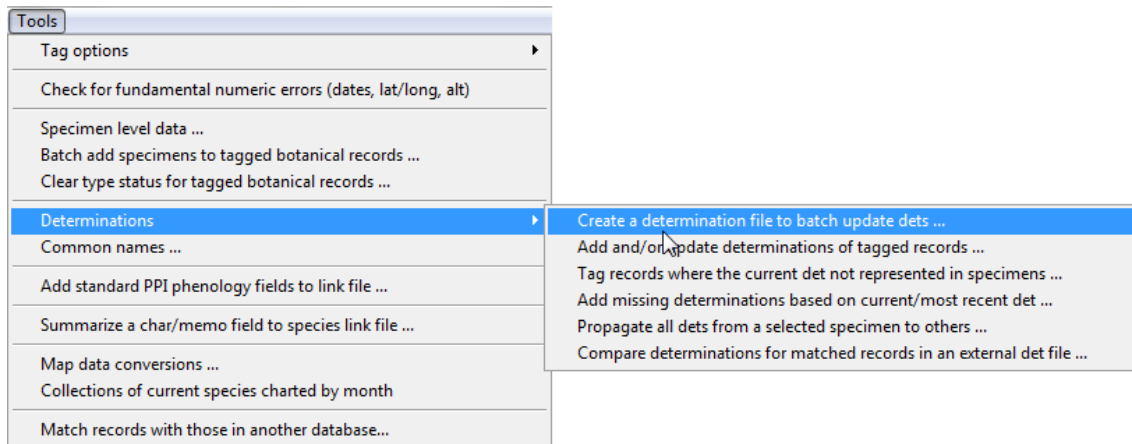 Tools
Tag options
Check for fundamental numeric errors (dates, lat/long, alt)
Specimen level data ...
Batch add specimens to tagged botanical records ...
Clear type status for tagged botanical records ...
Determinations
Create a determination file to batch update dets ...
Common names ...
Add and/or update determinations of tagged records ...
Tag records where the current det not represented in specimens ...
Add standard PPI phenology fields to link file ...
Add missing determinations based on current/most recent det ...
Summarize a char/memo field to species link file ...
Propagate all dets from a selected specimen to others ...
Compare determinations for matched records in an external det file ...
Map data conversions ...
Collections of current species charted by month
Match records with those in another database...